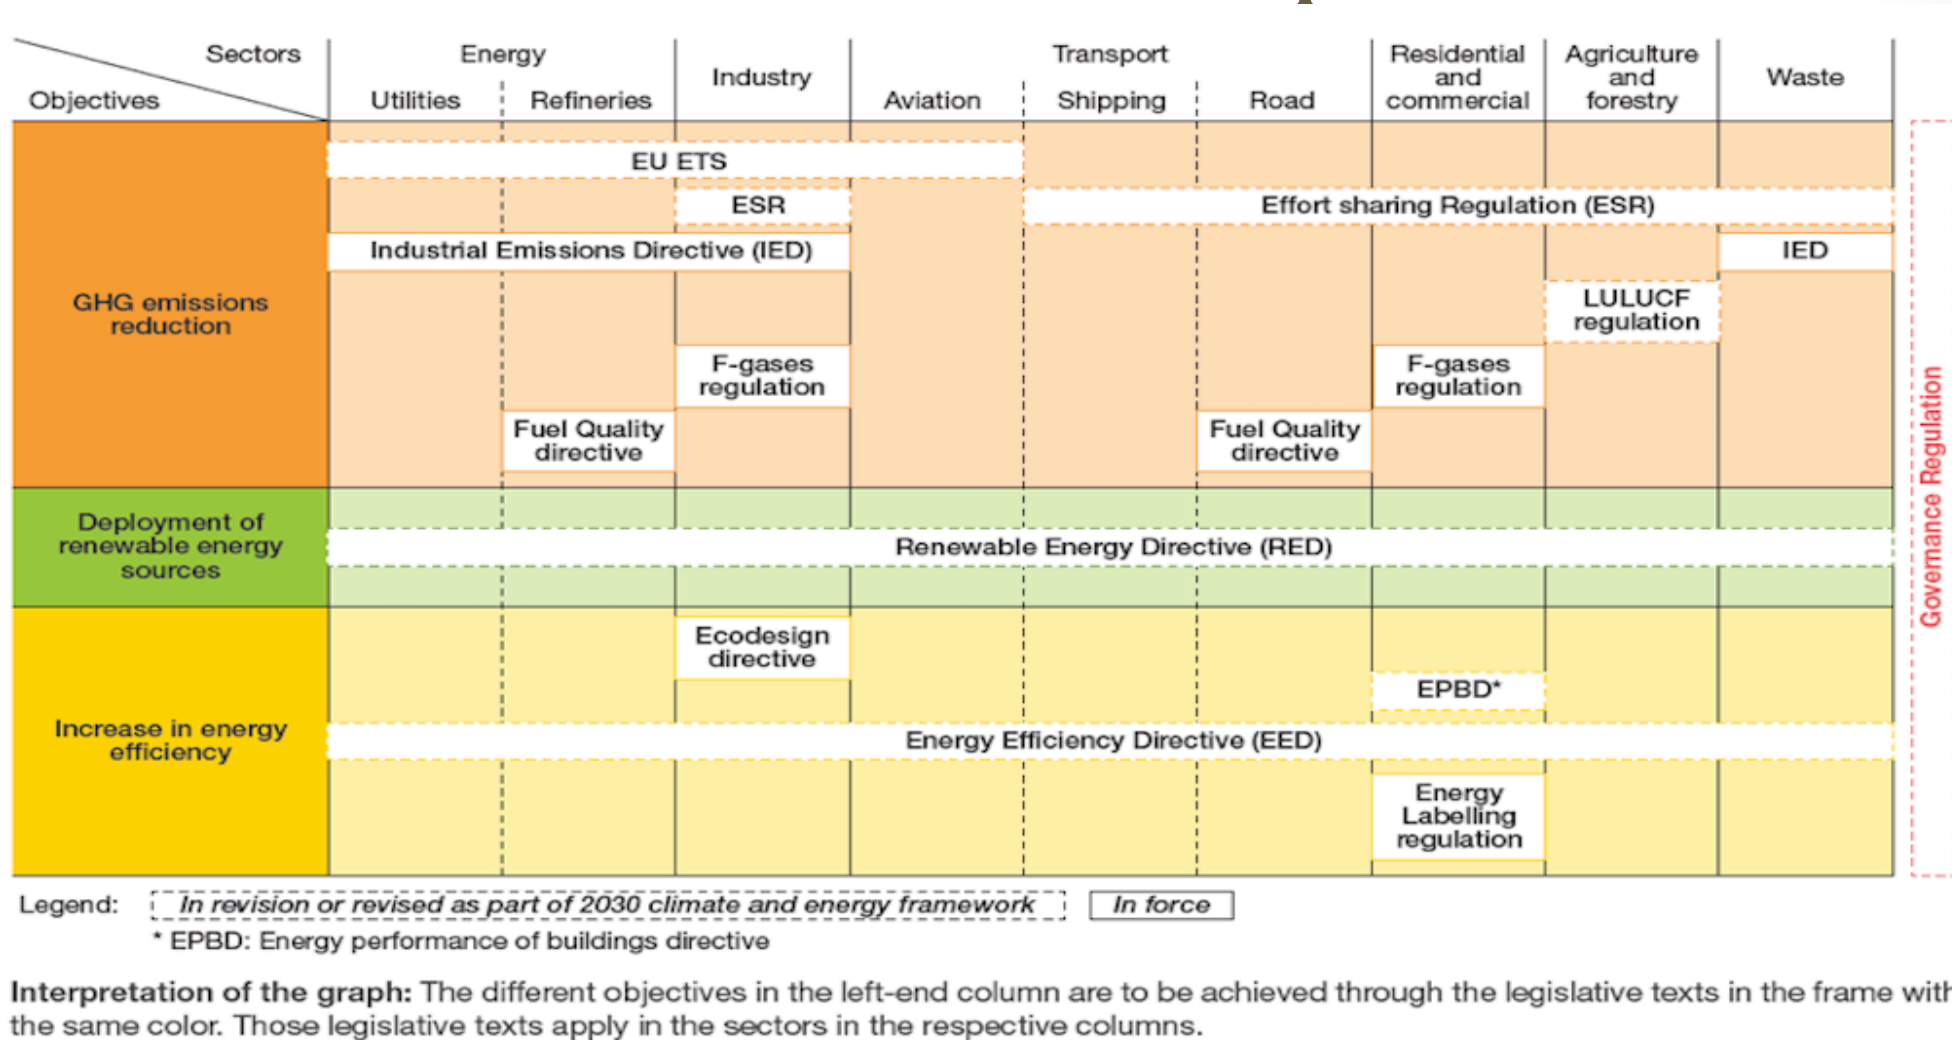 Sectors
Objectives
Energy
Utilities
Refineries
Industry
Transport
Aviation
Shipping
Road
Residential
and
commercial
Agriculture
and
forestry
Waste
GHG emissions
reduction
EU ETS
ESR
Effort sharing Regulation (ESR)
Industrial Emissions Directive (IED)
IED
LULUCF
regulation
F-gases
regulation
F-gases
regulation
Fuel Quality
directive
Fuel Quality
directive
Deployment of
renewable energy
sources
Renewable Energy Directive (RED)
Increase in energy
efficiency
Ecodesign
directive
EPBD*
Energy Efficiency Directive (EED)
Energy
Labelling
regulation
Governance Regulation
Legend:
In revision or revised as part of 2030 climate and energy framework
In force
* EPBD: Energy performance of buildings directive
Interpretation of the graph: The different objectives in the left-end column are to be achieved through the legislative texts in the frame with
the same color. Those legislative texts apply in the sectors in the respective columns.